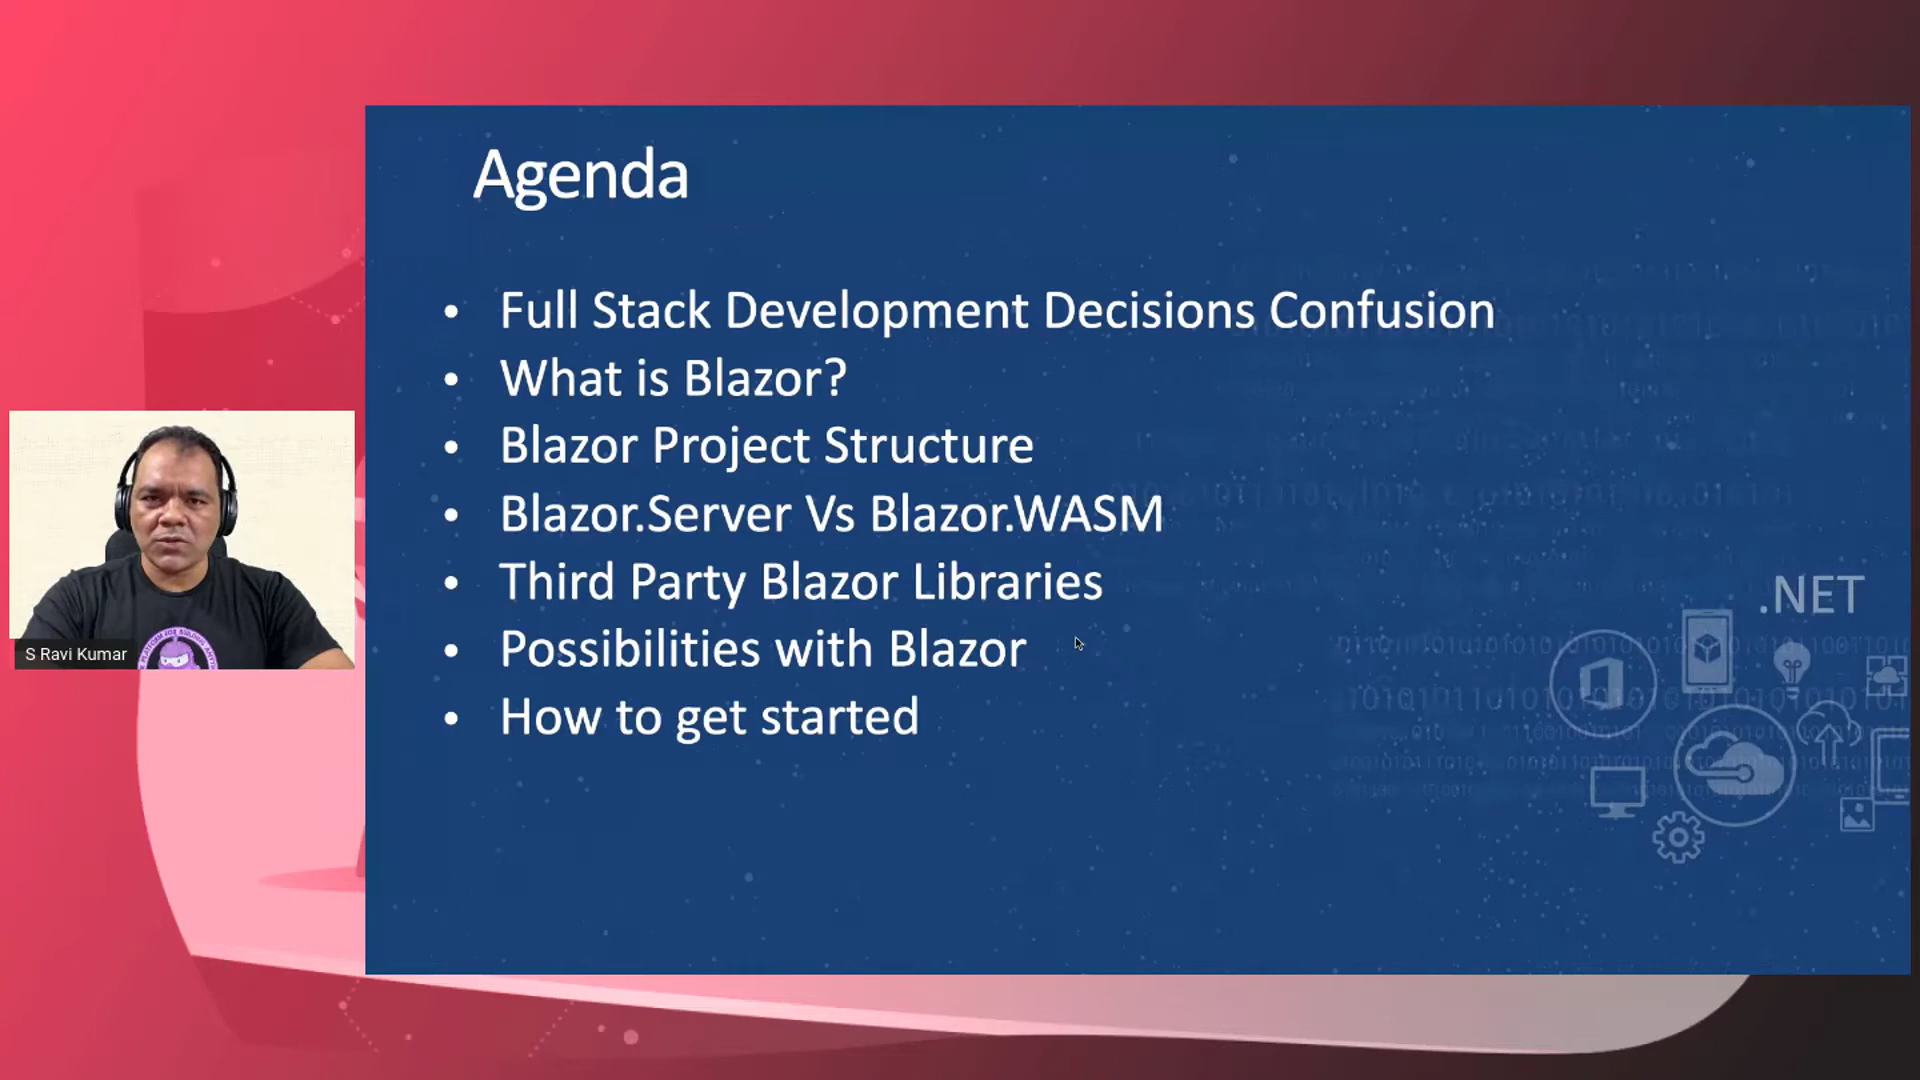 Agenda
• Full Stack Development Decisions Confusion
• What is Blazor?
• Blazor Project Structure
• Blazor.Server Vs Blazor.WASM
• Third Party Blazor Libraries
• Possibilities with Blazor
• How to get started
.NET
S Ravi Kumar